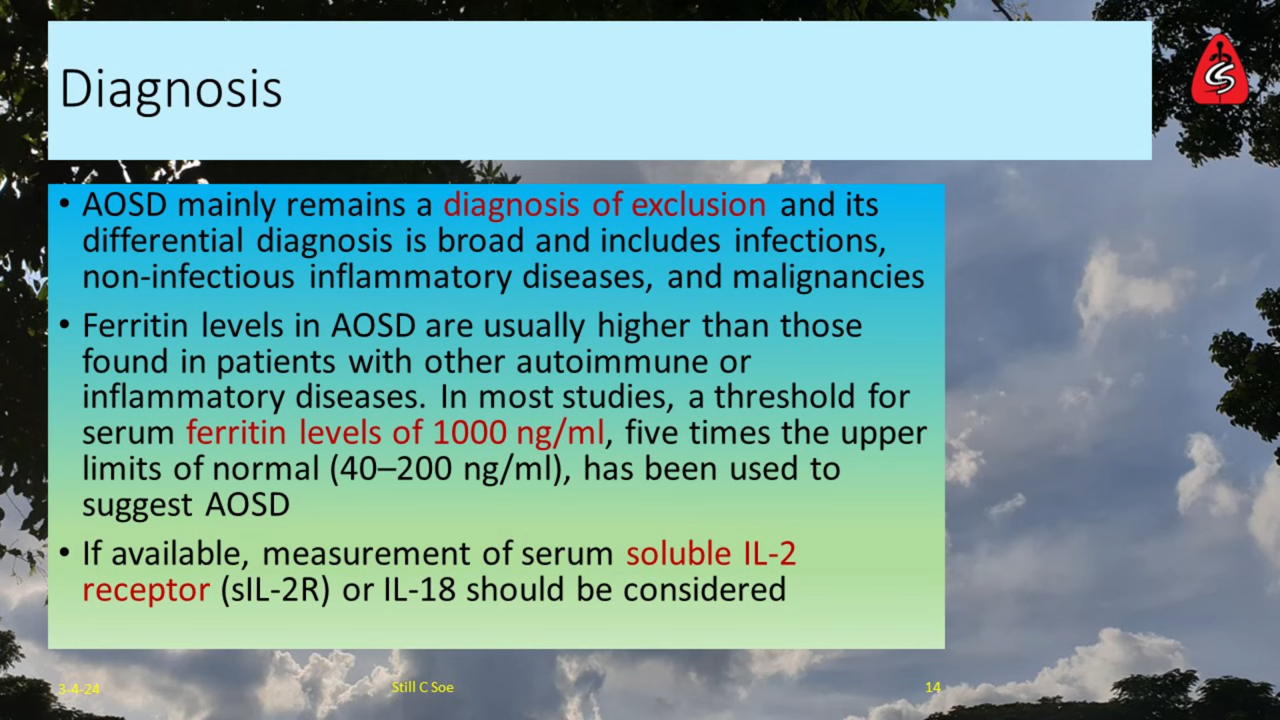 Diagnosis
• AOSD mainly remains a diagnosis of exclusion and its
differential diagnosis is broad and includes infections,
non-infectious inflammatory diseases, and malignancies
• Ferritin levels in AOSD are usually higher than those
found in patients with other autoimmune or
inflammatory diseases. In most studies, a threshold for
serum ferritin levels of 1000 ng/ml, five times the upper
limits of normal (40–200 ng/ml), has been used to
suggest AOSD
• If available, measurement of serum soluble IL-2
receptor (sIL-2R) or IL-18 should be considered
3-4-24
Still C Soe
14